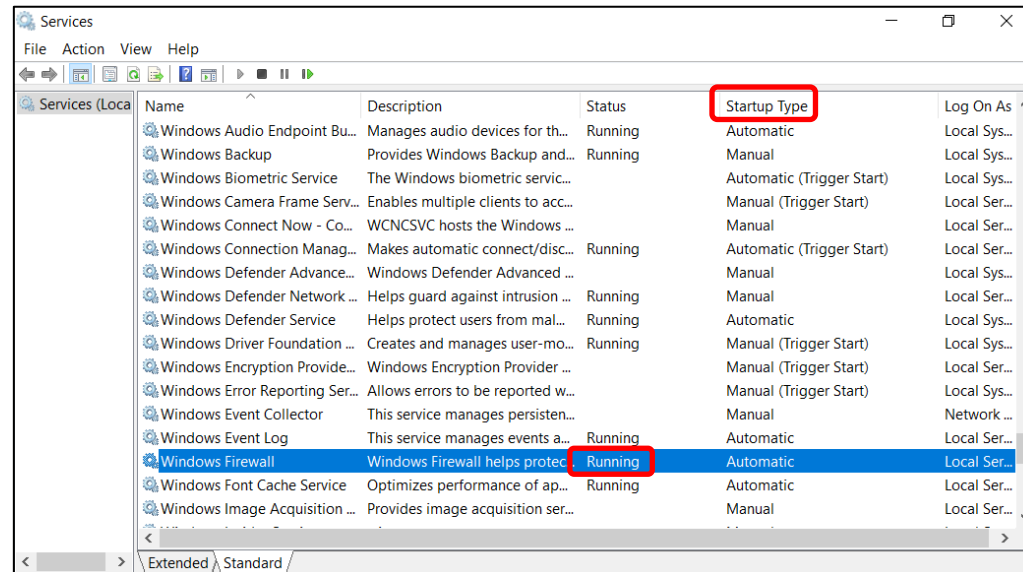 Services
File Action View Help
Services (Loca
Name Description Status Startup Type Log On As
Windows Audio Endpoint Bu... Manages audio devices for th... Running Automatic Local Sys...
Windows Backup Provides Windows Backup and... Running Manual Local Sys...
Windows Biometric Service The Windows biometric servic... Automatic (Trigger Start) Local Sys...
Windows Camera Frame Serv... Enables multiple clients to acc... Manual (Trigger Start) Local Ser...
Windows Connect Now - Co... WCNCSVC hosts the Windows ... Manual Local Ser...
Windows Connection Manag... Makes automatic connect/disc... Running Automatic (Trigger Start) Local Ser...
Windows Defender Advance... Windows Defender Advanced ... Manual Local Sys...
Windows Defender Network ... Helps guard against intrusion ... Running Manual Local Ser...
Windows Defender Service Helps protect users from mal... Running Automatic Local Sys...
Windows Driver Foundation ... Creates and manages user-mo... Running Manual (Trigger Start) Local Sys...
Windows Encryption Provide... Windows Encryption Provider ... Manual (Trigger Start) Local Ser...
Windows Error Reporting Ser... Allows errors to be reported w... Manual (Trigger Start) Local Sys...
Windows Event Collector This service manages persisten... Manual Network ...
Windows Event Log This service manages events a... Running Automatic Local Ser...
Windows Firewall Windows Firewall helps protec Running Automatic Local Ser...
Windows Font Cache Service Optimizes performance of ap... Running Automatic Local Ser...
Windows Image Acquisition ... Provides image acquisition ser... Manual Local Ser...
Extended Standard